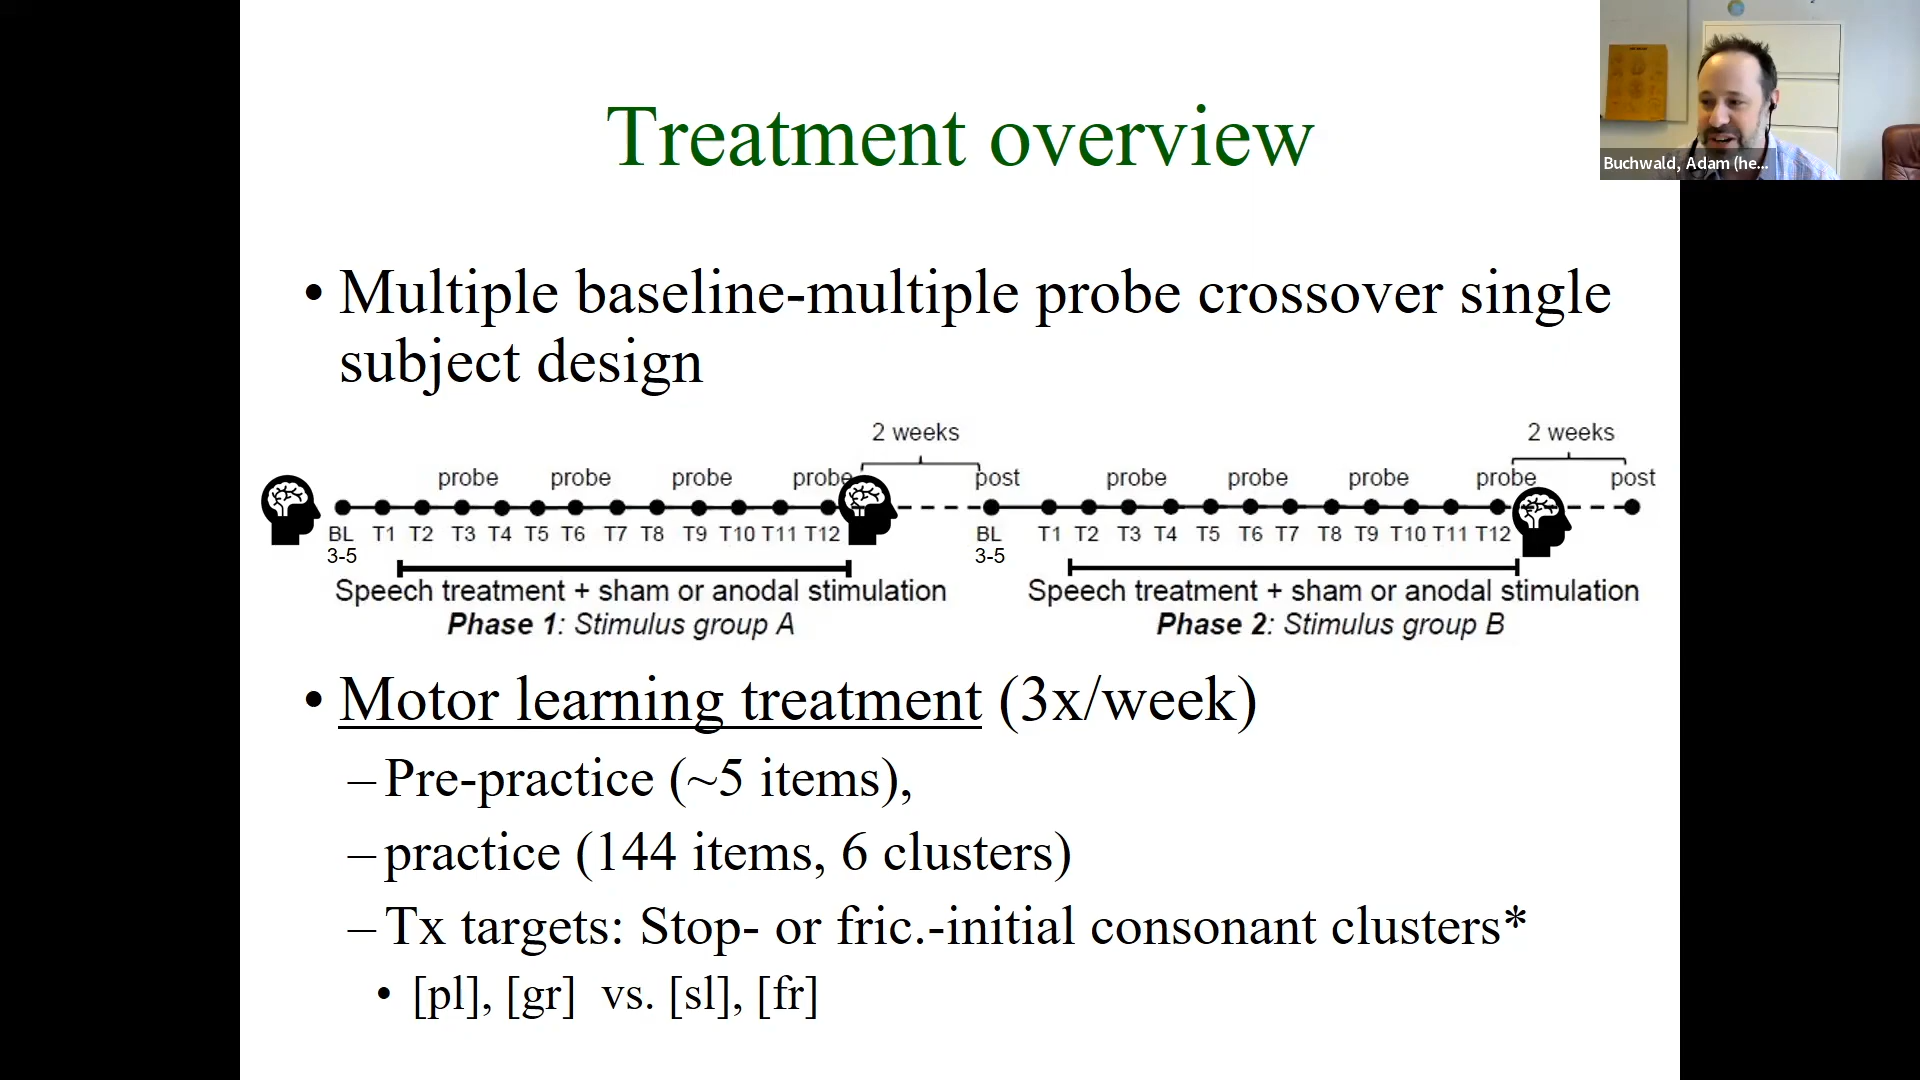 Treatment overview
Buchwald, Adam (he...
• Multiple baseline-multiple probe crossover single
subject design
2 weeks
2 weeks
probe probe probe probe post probe probe probe probe post
BL T1 T2 T3 T4 T5 T6 T7 T8 T9 T10 T11 T12 BL T1 T2 T3 T4 T5 T6 T7 T8 T9 T10 T11 T12
3-5 3-5
Speech treatment + sham or anodal stimulation
Phase 1: Stimulus group A
Speech treatment + sham or anodal stimulation
Phase 2: Stimulus group B
• Motor learning treatment (3x/week)
– Pre-practice (~5 items),
– practice (144 items, 6 clusters)
– Tx targets: Stop- or fric.-initial consonant clusters*
• [pl], [gr] vs. [sl], [fr]